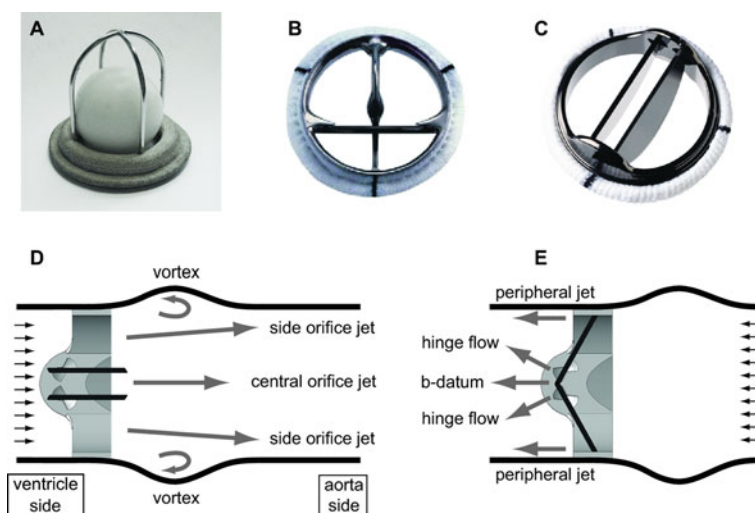 A
B
C
D
vortex
side orifice jet
central orifice jet
side orifice jet
vortex
ventricle
side
aorta
side
E
peripheral jet
hinge flow
b-datum
hinge flow
peripheral jet